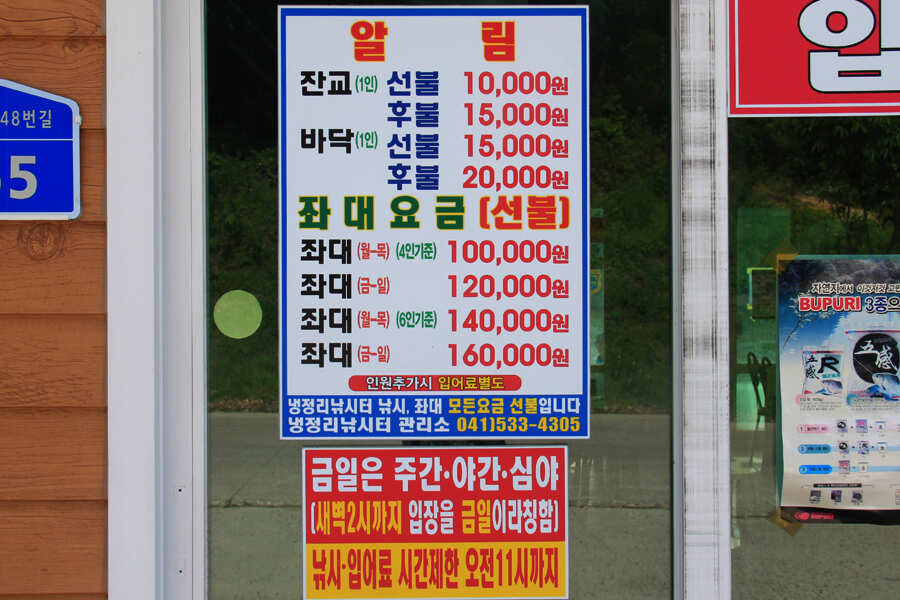 48번길
5
알 림
잔교(1인) 선불 10,000원
후불 15,000원
바닥(1인) 선불 15,000원
후불 20,000원
좌대요금(선불)
좌대(월-목)(4인기준) 100,000원
좌대(금-일) 120,000원
좌대(월-목)(6인기준) 140,000원
좌대(금-일) 160,000원
인원추가시 입어료별도
냉정리낚시터 낚시, 좌대 모든요금 선불입니다
냉정리낚시터 관리소 041)533-4305
금일은 주간·야간·심야
(새벽2시까지 입장을 금일이라칭함)
낚시·입어료 시간제한 오전11시까지
입
자연지에서
BUPURI 3종으
R
BUPURI